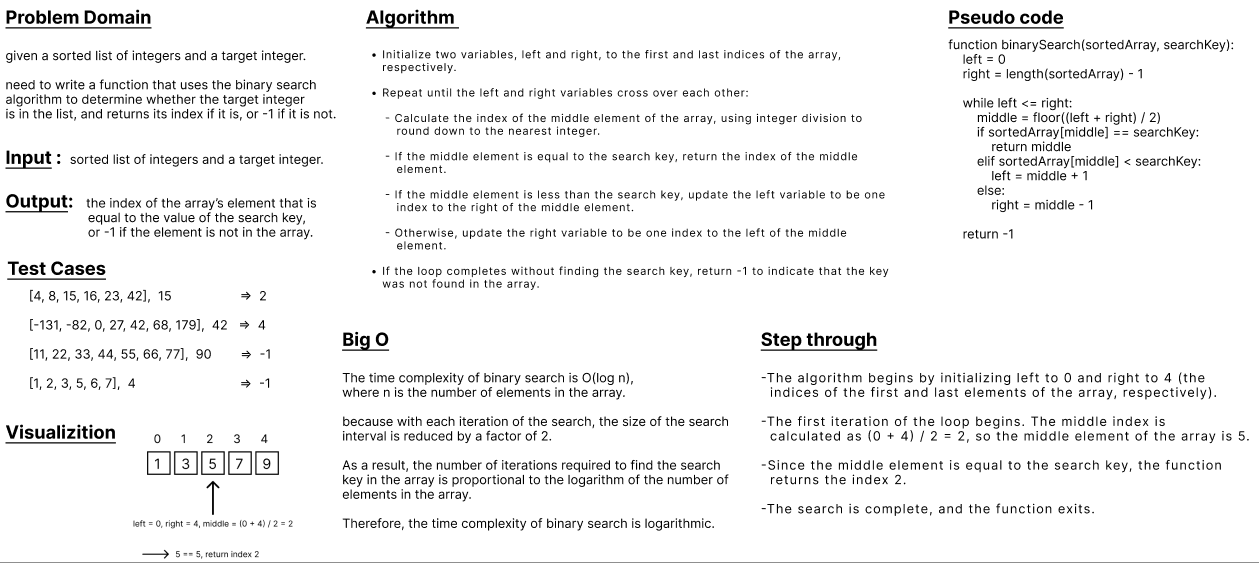 Problem Domain
given a sorted list of integers and a target integer.
need to write a function that uses the binary search
algorithm to determine whether the target integer
is in the list, and returns its index if it is, or -1 if it is not.
Input : sorted list of integers and a target integer.
Output: the index of the array's element that is
equal to the value of the search key,
or -1 if the element is not in the array.
Test Cases
[4, 8, 15, 16, 23, 42], 15 ⇒ 2
[-131, -82, 0, 27, 42, 68, 179], 42 ⇒ 4
[11, 22, 33, 44, 55, 66, 77], 90 ⇒ -1
[1, 2, 3, 5, 6, 7], 4 ⇒ -1
Visualizition
0 1 2 3 4
1 3 5 7 9
left = 0, right = 4, middle = (0 + 4) / 2 = 2
5 == 5, return index 2
Algorithm
• Initialize two variables, left and right, to the first and last indices of the array,
respectively.
• Repeat until the left and right variables cross over each other:
- Calculate the index of the middle element of the array, using integer division to
round down to the nearest integer.
- If the middle element is equal to the search key, return the index of the middle
element.
- If the middle element is less than the search key, update the left variable to be one
index to the right of the middle element.
- Otherwise, update the right variable to be one index to the left of the middle
element.
• If the loop completes without finding the search key, return -1 to indicate that the key
was not found in the array.
Pseudo code
function binarySearch(sortedArray, searchKey):
left = 0
right = length(sortedArray) - 1
while left <= right:
middle = floor((left + right) / 2)
if sortedArray[middle] == searchKey:
return middle
elif sortedArray[middle] < searchKey:
left = middle + 1
else:
right = middle - 1
return -1
Big O
The time complexity of binary search is O(log n),
where n is the number of elements in the array.
because with each iteration of the search, the size of the search
interval is reduced by a factor of 2.
As a result, the number of iterations required to find the search
key in the array is proportional to the logarithm of the number of
elements in the array.
Therefore, the time complexity of binary search is logarithmic.
Step through
-The algorithm begins by initializing left to 0 and right to 4 (the
indices of the first and last elements of the array, respectively).
-The first iteration of the loop begins. The middle index is
calculated as (0 + 4) / 2 = 2, so the middle element of the array is 5.
-Since the middle element is equal to the search key, the function
returns the index 2.
-The search is complete, and the function exits.